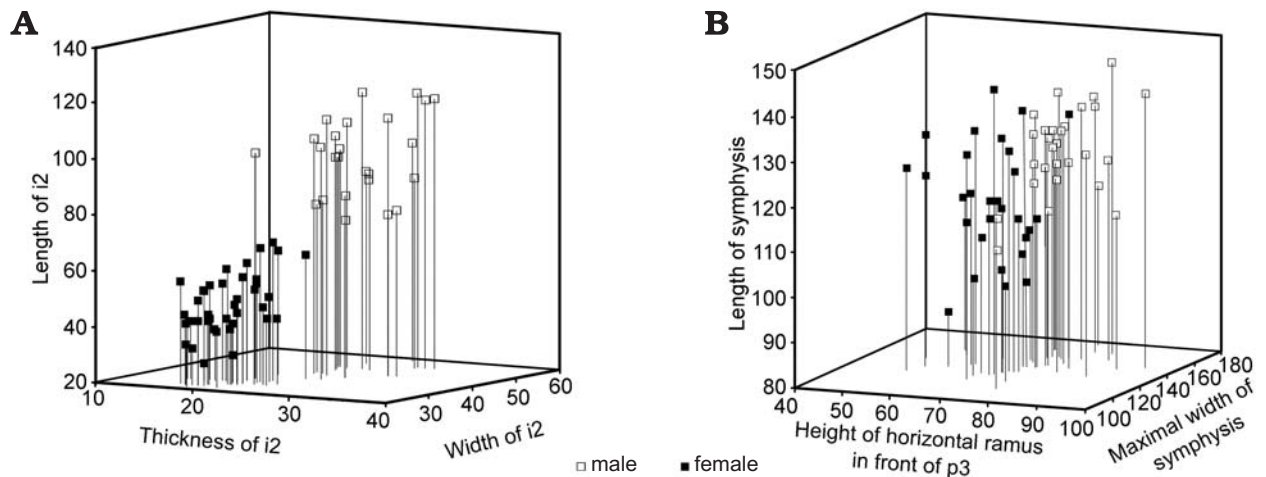 A
Length of i2
140
120
100
80
60
40
20
10
20
30
40
Thickness of i2
30
40
50
60
Width of i2
B
Length of symphysis
150
140
130
120
110
100
90
80
40
50
60
70
80
90
100
Height of horizontal ramus
in front of p3
100
120
140
160
180
Maximal width of
symphysis
male
female